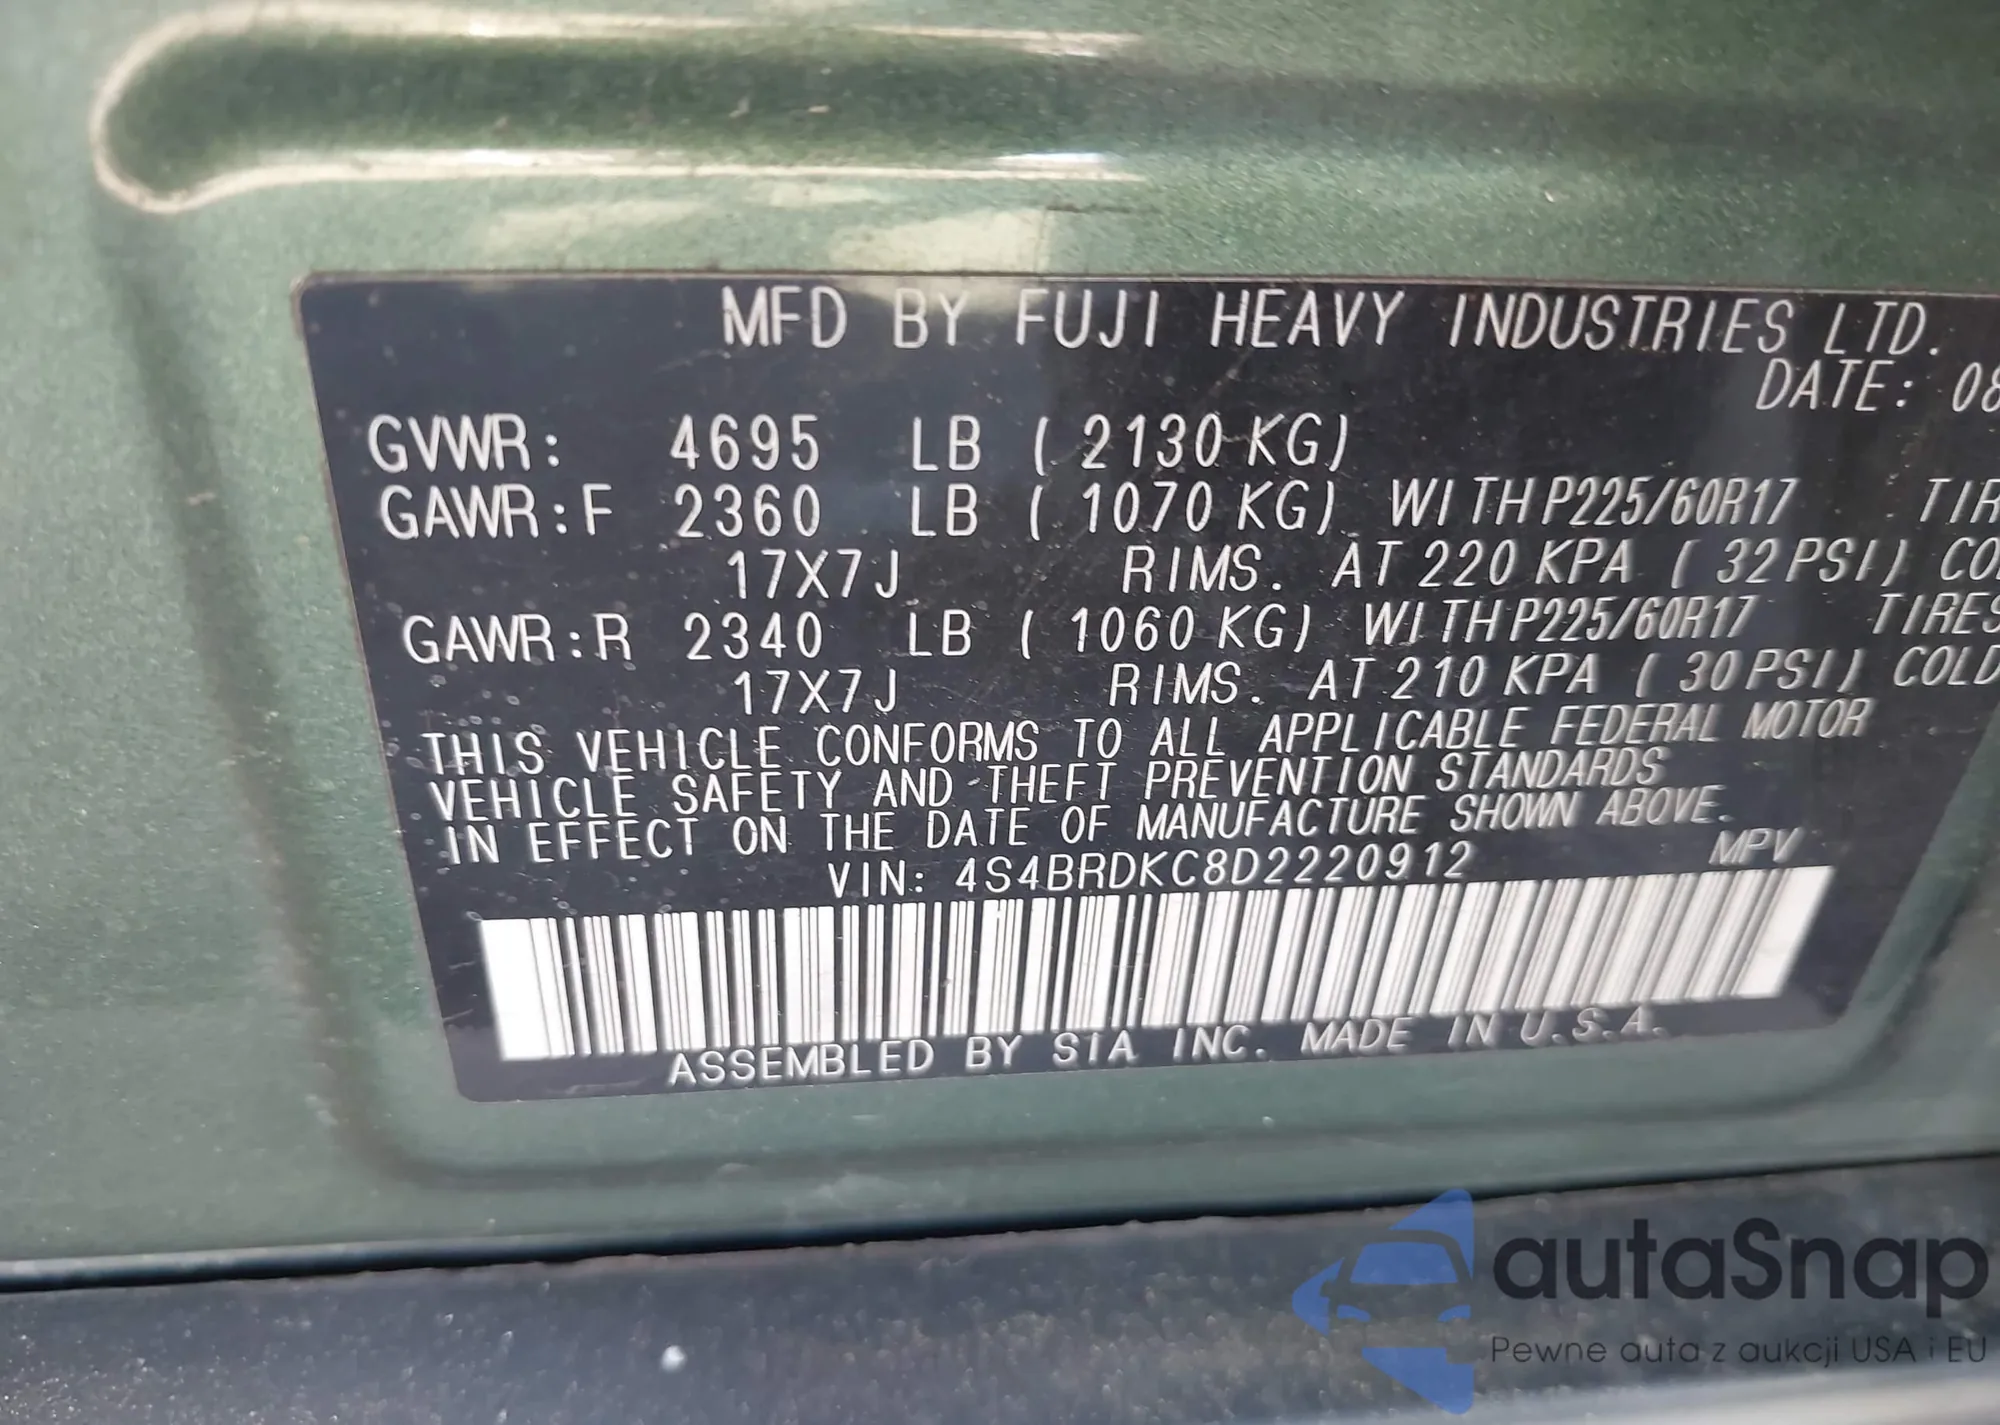 MFD BY FUJI HEAVY INDUSTRIES LTD.
DATE: 08
GVWR: 4695 LB ( 2130 KG)
GAWR:F 2360 LB ( 1070 KG) WITH P225/60R17 TIR
17X7J RIMS. AT 220 KPA ( 32 PSI) CO
GAWR:R 2340 LB ( 1060 KG) WITH P225/60R17 TIRES
17X7J RIMS. AT 210 KPA ( 30 PSI) COLD
THIS VEHICLE CONFORMS TO ALL APPLICABLE FEDERAL MOTOR
VEHICLE SAFETY AND THEFT PREVENTION STANDARDS
IN EFFECT ON THE DATE OF MANUFACTURE SHOWN ABOVE.
VIN: 4S4BRDKC8D2220912 MPV
ASSEMBLED BY SIA INC. MADE IN U.S.A.
autaSnap
Pewne auta z aukcji USA i EU